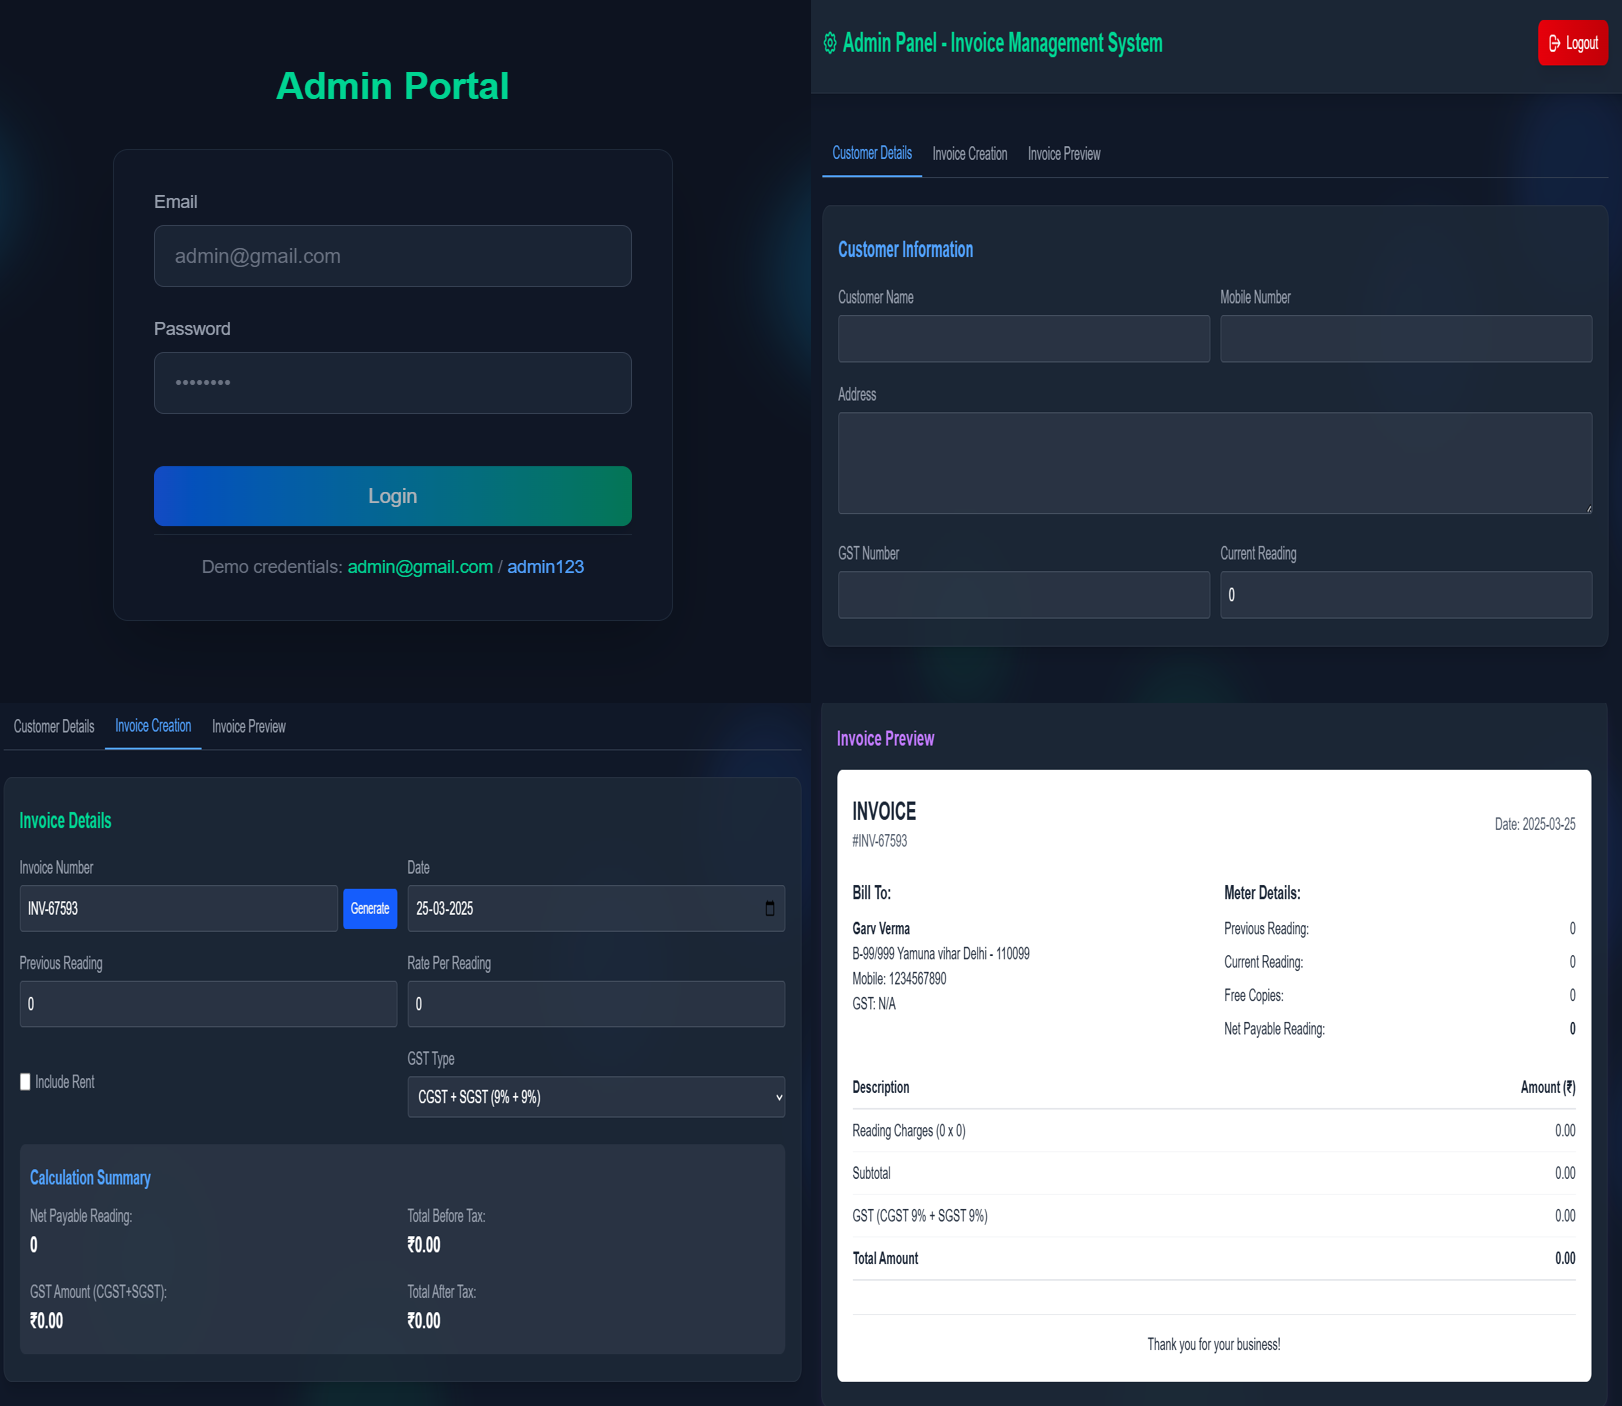 Admin Portal
Email
admin@gmail.com
Password
••••••••
Login
Demo credentials: admin@gmail.com / admin123
Admin Panel - Invoice Management System
Logout
Customer Details Invoice Creation Invoice Preview
Customer Information
Customer Name Mobile Number
Address
GST Number Current Reading
0
Customer Details Invoice Creation Invoice Preview
Invoice Details
Invoice Number Date
INV-67593 Generate 25-03-2025
Previous Reading Rate Per Reading
0 0
Include Rent
GST Type
CGST + SGST (9% + 9%)
Calculation Summary
Net Payable Reading: Total Before Tax:
0 ₹0.00
GST Amount (CGST+SGST): Total After Tax:
₹0.00 ₹0.00
Invoice Preview
INVOICE
#INV-67593
Date: 2025-03-25
Bill To:
Garv Verma
B-99/999 Yamuna vihar Delhi - 110099
Mobile: 1234567890
GST: N/A
Meter Details:
Previous Reading: 0
Current Reading: 0
Free Copies: 0
Net Payable Reading: 0
Description Amount (₹)
Reading Charges (0 x 0) 0.00
Subtotal 0.00
GST (CGST 9% + SGST 9%) 0.00
Total Amount 0.00
Thank you for your business!